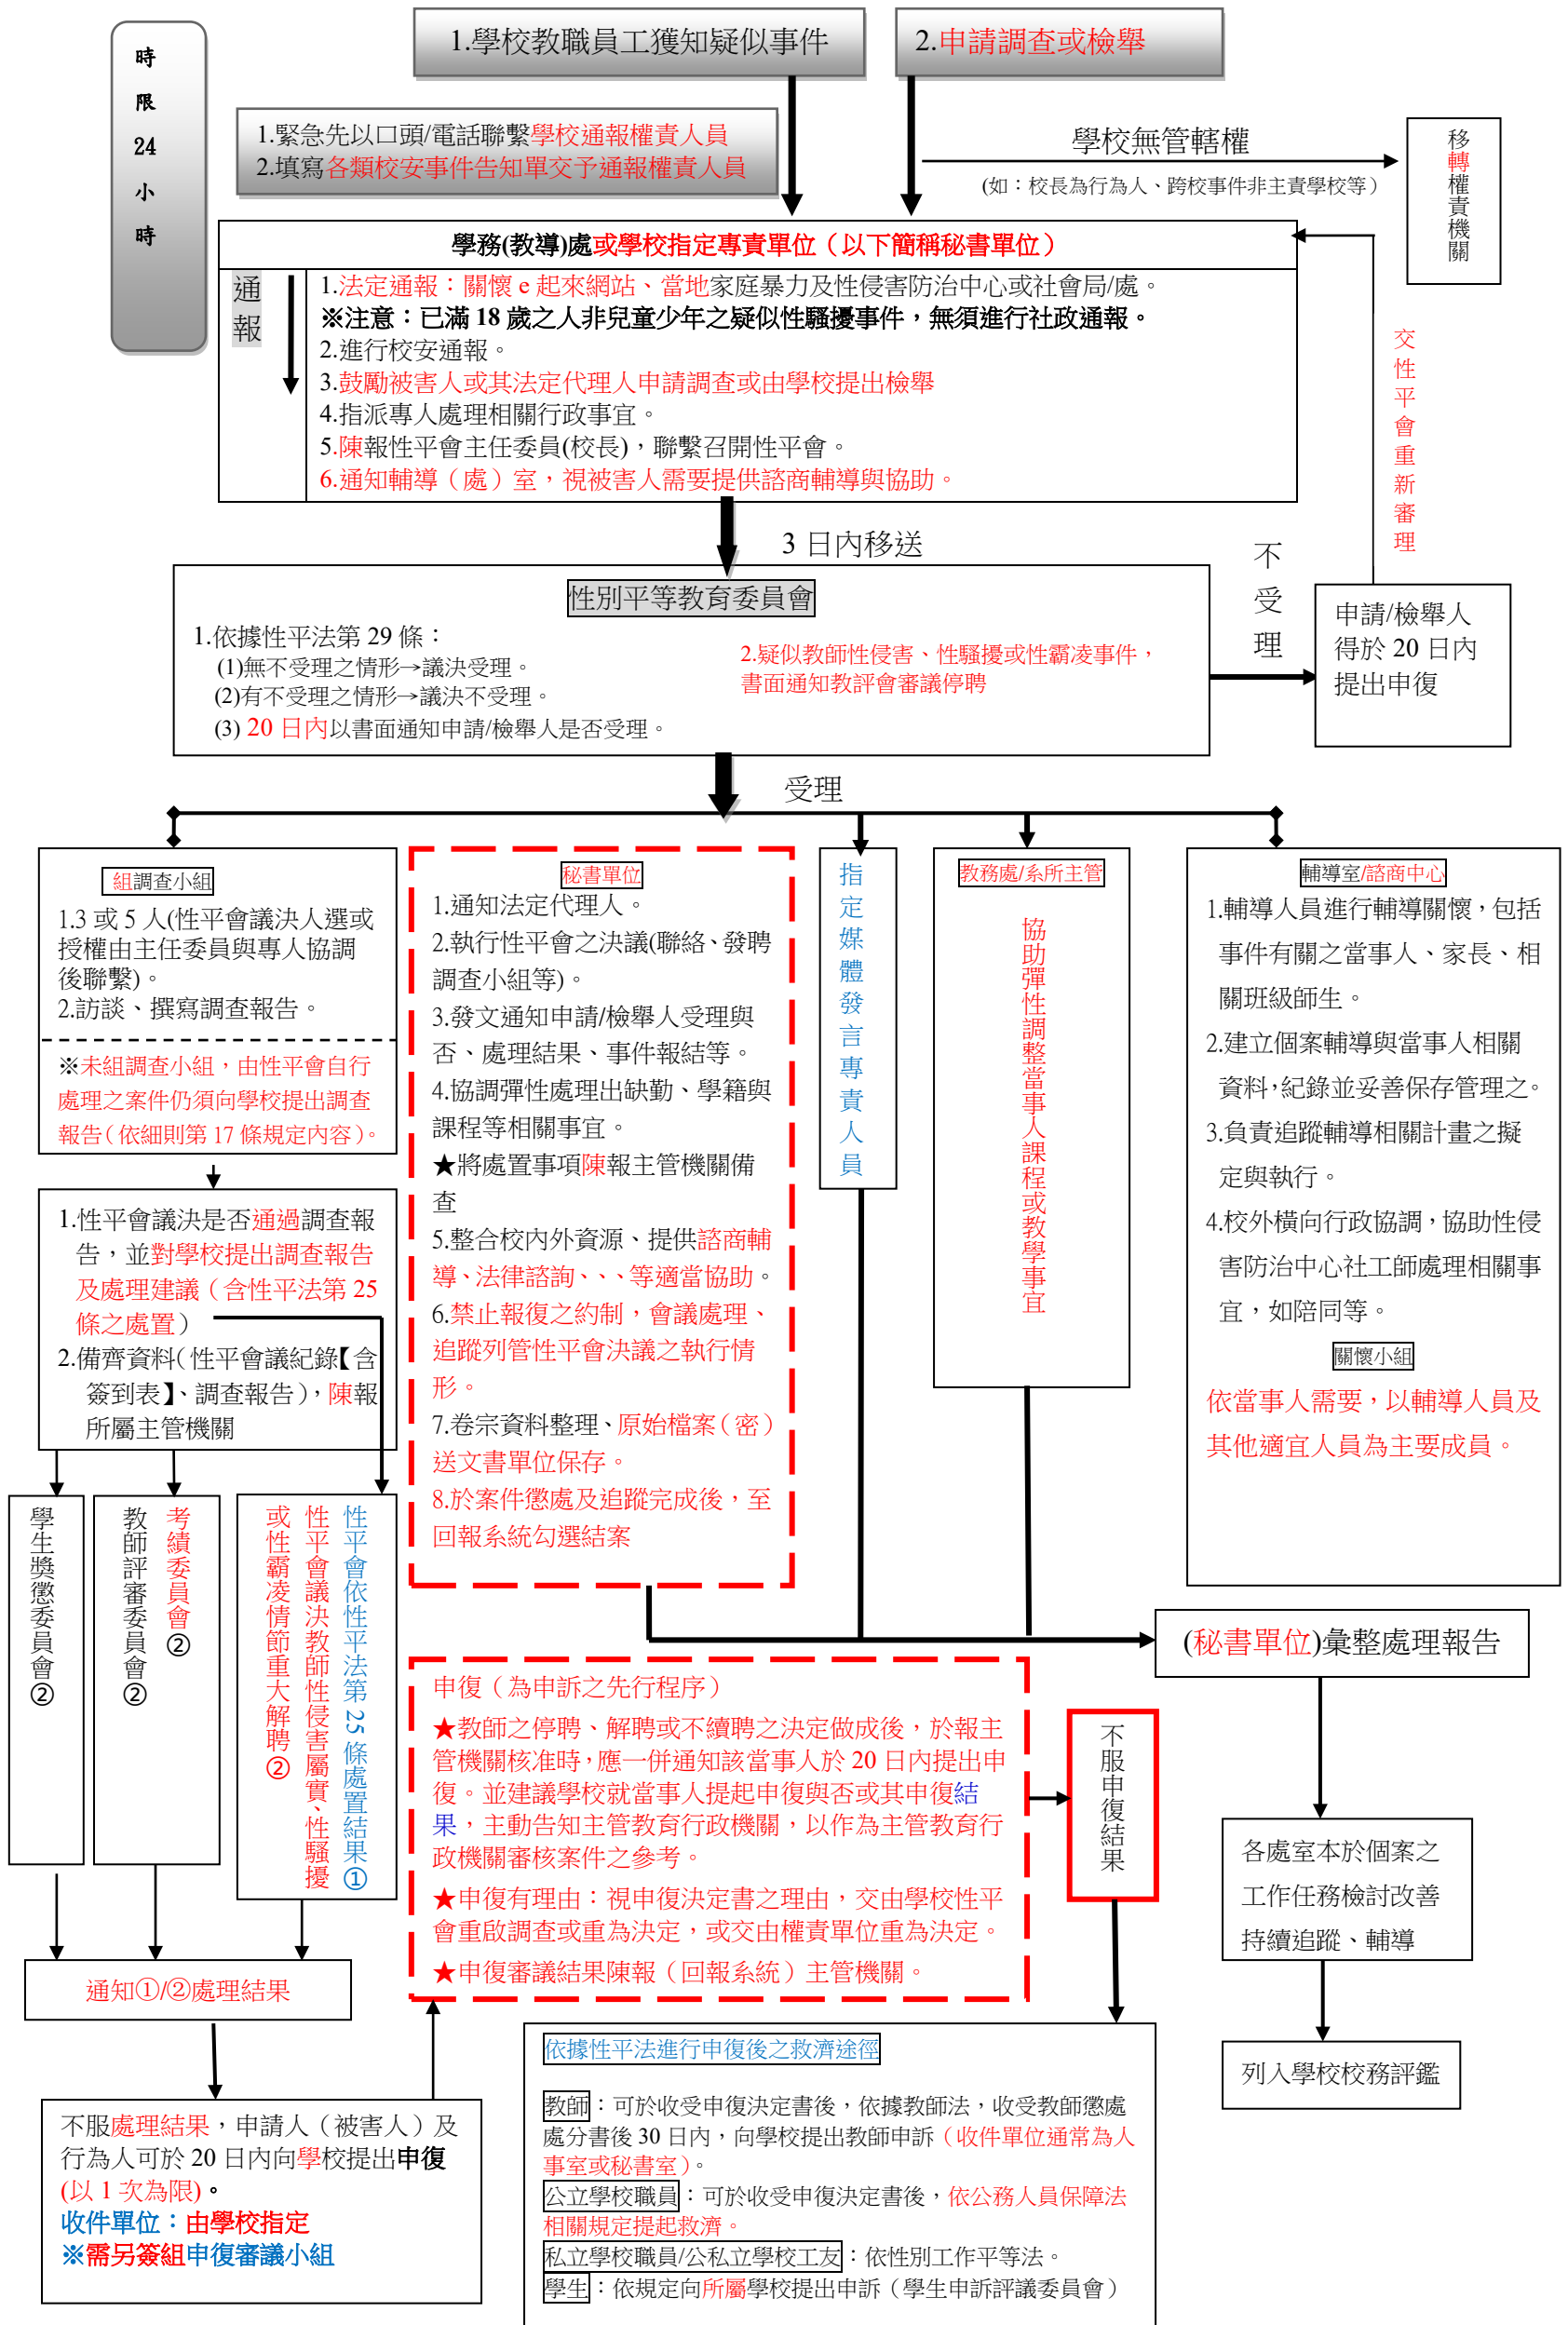 時
限
24
小
時
1.學校教職員工獲知疑似事件
2.申請調查或檢舉
1.緊急先以口頭/電話聯繫學校通報權責人員
2.填寫各類校安事件告知單交予通報權責人員
學校無管轄權
(如：校長為行為人、跨校事件非主責學校等）
移轉權責機關
學務(教導)處或學校指定專責單位（以下簡稱秘書單位）
通報
1.法定通報：關懷 e 起來網站、當地家庭暴力及性侵害防治中心或社會局/處。
※注意：已滿 18 歲之人非兒童少年之疑似性騷擾事件，無須進行社政通報。
2.進行校安通報。
3.鼓勵被害人或其法定代理人申請調查或由學校提出檢舉
4.指派專人處理相關行政事宜。
5.陳報性平會主任委員(校長)，聯繫召開性平會。
6.通知輔導（處）室，視被害人需要提供諮商輔導與協助。
交性平會重新審理
3 日內移送
性別平等教育委員會
1.依據性平法第 29 條：
(1)無不受理之情形→議決受理。
(2)有不受理之情形→議決不受理。
(3) 20 日內以書面通知申請/檢舉人是否受理。
2.疑似教師性侵害、性騷擾或性霸凌事件，
書面通知教評會審議停聘
不受理
申請/檢舉人
得於 20 日內
提出申復
受理
組調查小組
1.3 或 5 人(性平會議決人選或
授權由主任委員與專人協調
後聯繫)。
2.訪談、撰寫調查報告。
※未組調查小組，由性平會自行
處理之案件仍須向學校提出調查
報告（依細則第 17 條規定內容）。
1.性平會議決是否通過調查報
告，並對學校提出調查報告
及處理建議（含性平法第 25
條之處置）
2.備齊資料（性平會議紀錄【含
簽到表】、調查報告），陳報
所屬主管機關
秘書單位
1.通知法定代理人。
2.執行性平會之決議(聯絡、發聘
調查小組等)。
3.發文通知申請/檢舉人受理與
否、處理結果、事件報結等。
4.協調彈性處理出缺勤、學籍與
課程等相關事宜。
★將處置事項陳報主管機關備
查
5.整合校內外資源、提供諮商輔
導、法律諮詢、、、等適當協助。
6.禁止報復之約制，會議處理、
追蹤列管性平會決議之執行情
形。
7.卷宗資料整理、原始檔案（密）
送文書單位保存。
8.於案件懲處及追蹤完成後，至
回報系統勾選結案
指定媒體發言專責人員
教務處/系所主管
協助彈性調整當事人課程或教學事宜
輔導室/諮商中心
1.輔導人員進行輔導關懷，包括
事件有關之當事人、家長、相
關班級師生。
2.建立個案輔導與當事人相關
資料，紀錄並妥善保存管理之。
3.負責追蹤輔導相關計畫之擬
定與執行。
4.校外橫向行政協調，協助性侵
害防治中心社工師處理相關事
宜，如陪同等。
關懷小組
依當事人需要，以輔導人員及
其他適宜人員為主要成員。
學生獎懲委員會②
考績委員會②
教師評審委員會②
性平會依性平法第 25 條處置結果①
性平會議決教師性侵害屬實、性騷擾
或性霸凌情節重大解聘②
(秘書單位)彙整處理報告
申復（為申訴之先行程序）
★教師之停聘、解聘或不續聘之決定做成後，於報主
管機關核准時，應一併通知該當事人於 20 日內提出申
復。並建議學校就當事人提起申復與否或其申復結
果，主動告知主管教育行政機關，以作為主管教育行
政機關審核案件之參考。
★申復有理由：視申復決定書之理由，交由學校性平
會重啟調查或重為決定，或交由權責單位重為決定。
★申復審議結果陳報（回報系統）主管機關。
不服申復結果
各處室本於個案之
工作任務檢討改善
持續追蹤、輔導
列入學校校務評鑑
通知①/②處理結果
不服處理結果，申請人（被害人）及
行為人可於 20 日內向學校提出申復
(以 1 次為限)。
收件單位：由學校指定
※需另簽組申復審議小組
依據性平法進行申復後之救濟途徑
教師：可於收受申復決定書後，依據教師法，收受教師懲處
處分書後 30 日內，向學校提出教師申訴（收件單位通常為人
事室或秘書室）。
公立學校職員：可於收受申復決定書後，依公務人員保障法
相關規定提起救濟。
私立學校職員/公私立學校工友：依性別工作平等法。
學生：依規定向所屬學校提出申訴（學生申訴評議委員會）